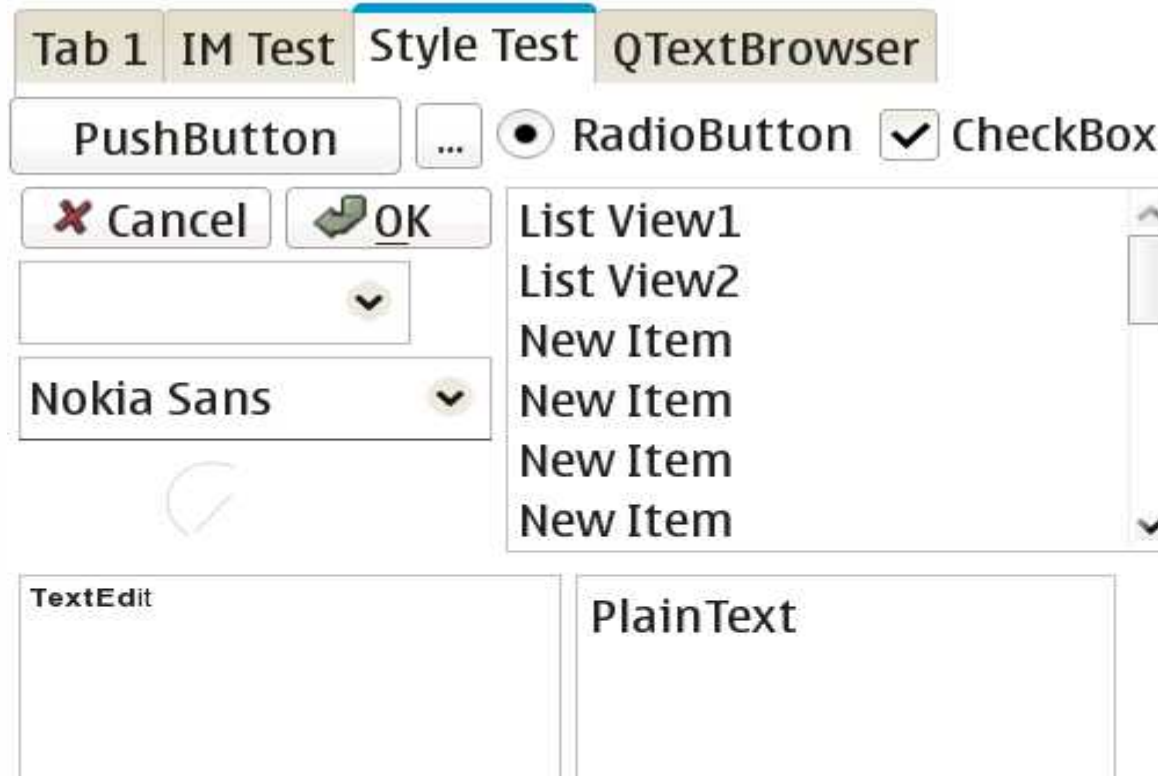 Tab 1 IM Test Style Test QTextBrowser
PushButton ... RadioButton CheckBox
Cancel OK
List View1
List View2
New Item
Nokia Sans
New Item
New Item
New Item
TextEdit
PlainText